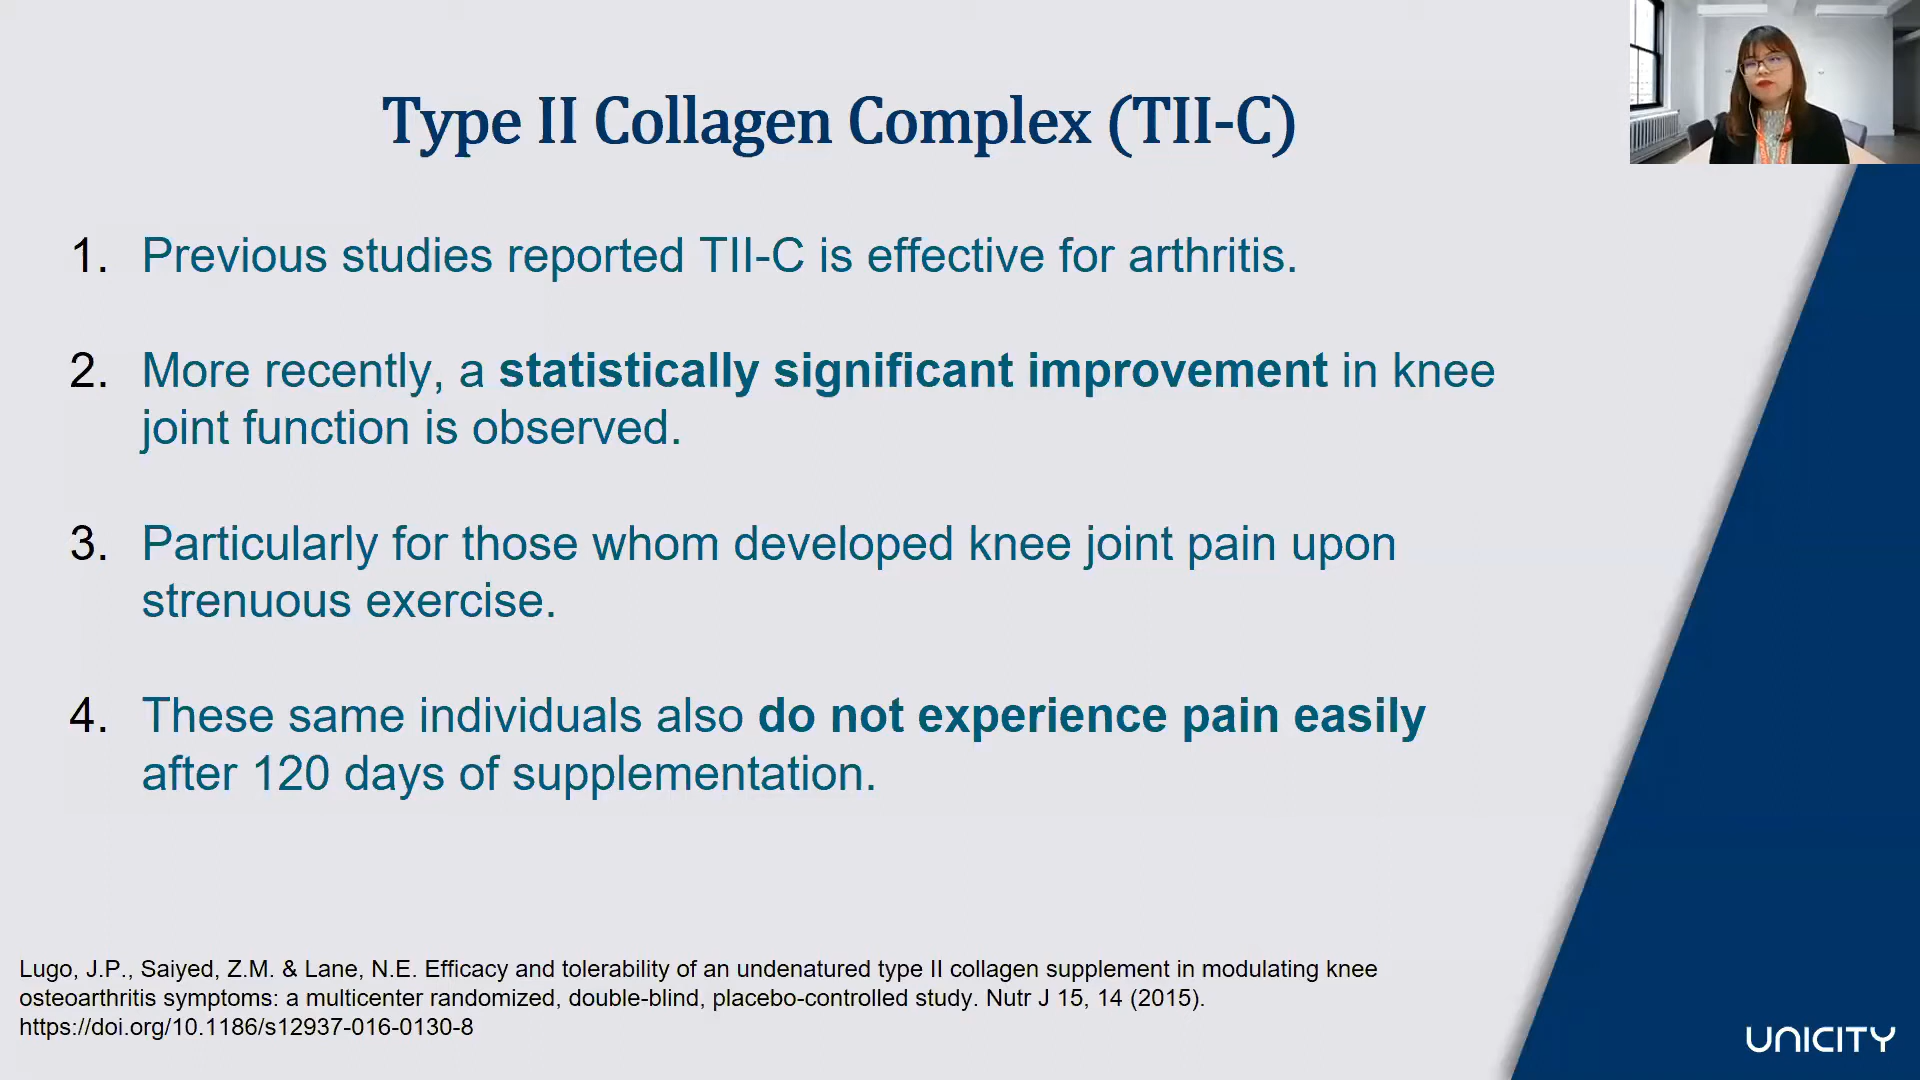 Type II Collagen Complex (TII-C)
1. Previous studies reported TII-C is effective for arthritis.
2. More recently, a statistically significant improvement in knee
joint function is observed.
3. Particularly for those whom developed knee joint pain upon
strenuous exercise.
4. These same individuals also do not experience pain easily
after 120 days of supplementation.
Lugo, J.P., Saiyed, Z.M. & Lane, N.E. Efficacy and tolerability of an undenatured type II collagen supplement in modulating knee
osteoarthritis symptoms: a multicenter randomized, double-blind, placebo-controlled study. Nutr J 15, 14 (2015).
https://doi.org/10.1186/s12937-016-0130-8
UNICITY